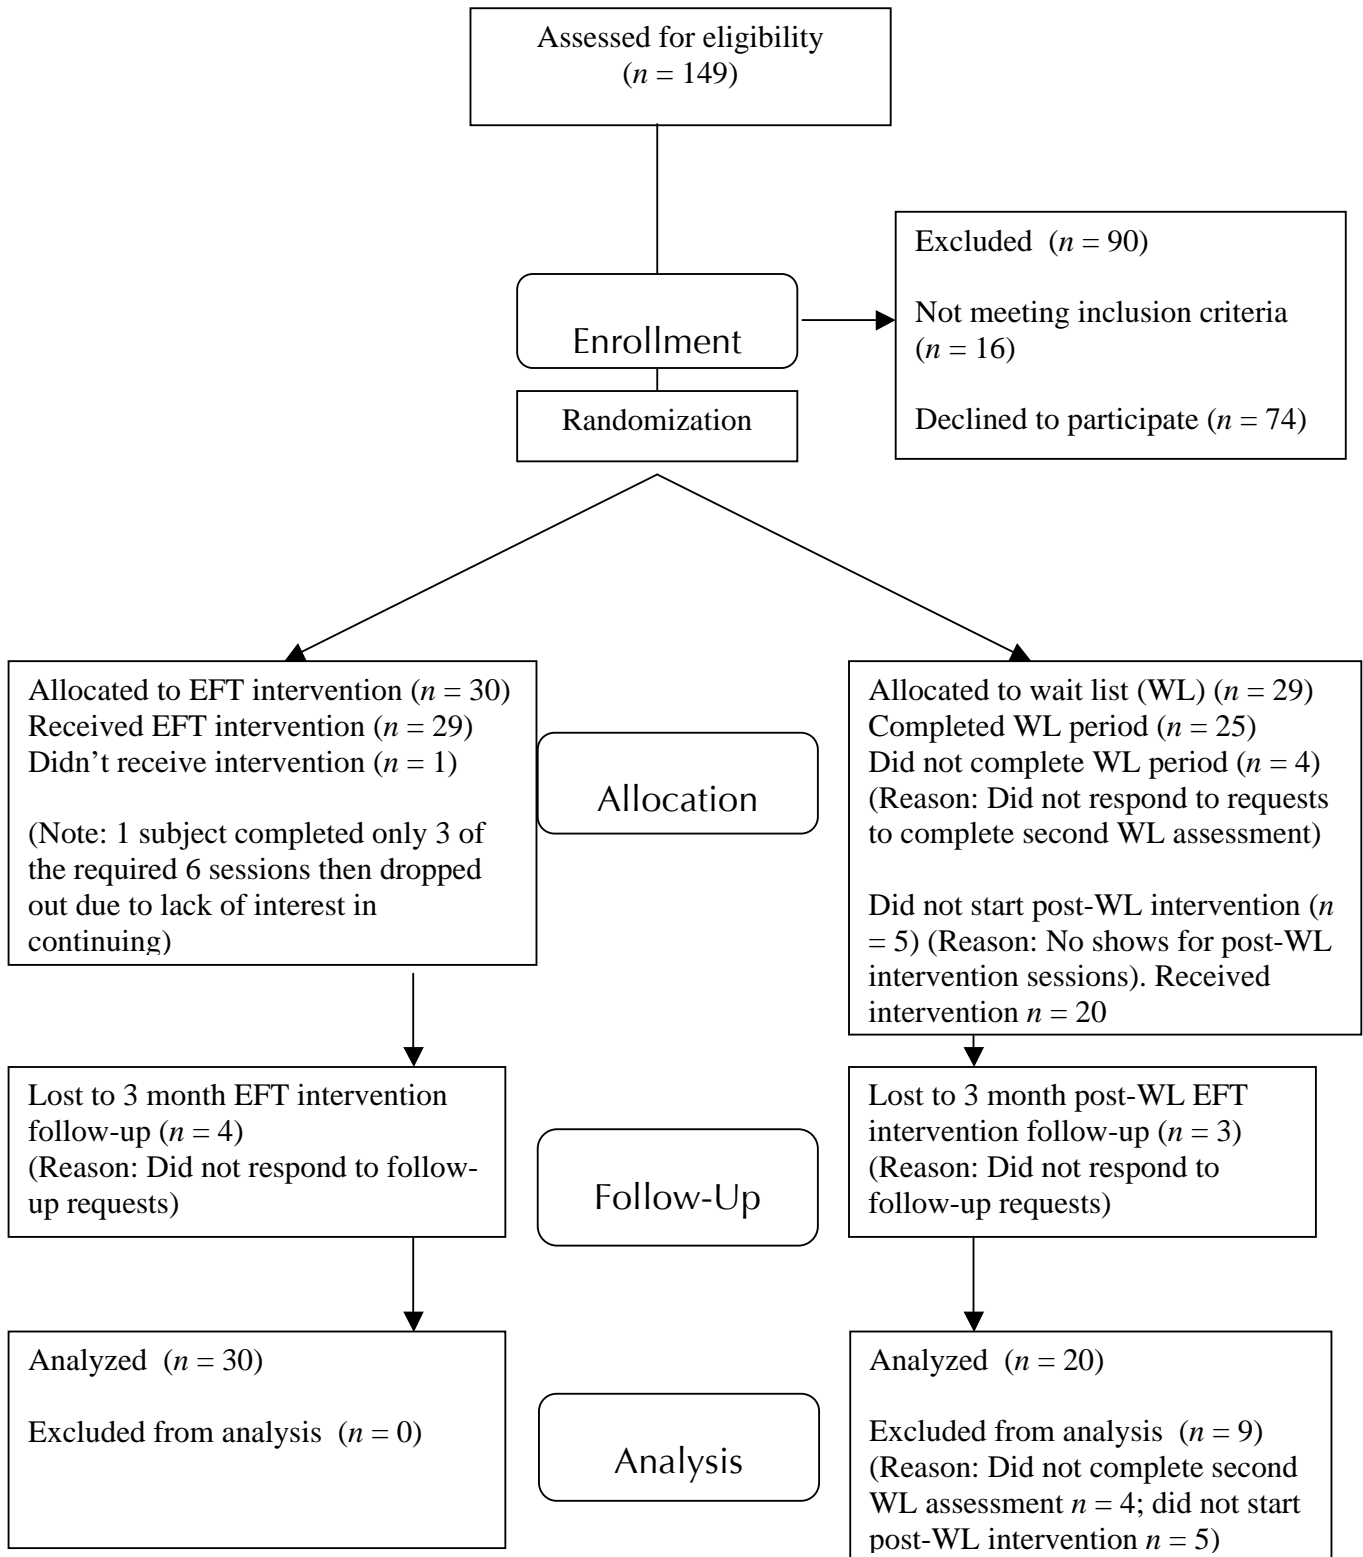 Assessed for eligibility
(n = 149)
Excluded (n = 90)
Not meeting inclusion criteria
(n = 16)
Declined to participate (n = 74)
Enrollment
Randomization
Allocated to EFT intervention (n = 30)
Received EFT intervention (n = 29)
Didn’t receive intervention (n = 1)
(Note: 1 subject completed only 3 of
the required 6 sessions then dropped
out due to lack of interest in
continuing)
Allocation
Allocated to wait list (WL) (n = 29)
Completed WL period (n = 25)
Did not complete WL period (n = 4)
(Reason: Did not respond to requests
to complete second WL assessment)
Did not start post-WL intervention (n
= 5) (Reason: No shows for post-WL
intervention sessions). Received
intervention n = 20
Lost to 3 month EFT intervention
follow-up (n = 4)
(Reason: Did not respond to follow-
up requests)
Follow-Up
Lost to 3 month post-WL EFT
intervention follow-up (n = 3)
(Reason: Did not respond to
follow-up requests)
Analyzed (n = 30)
Excluded from analysis (n = 0)
Analysis
Analyzed (n = 20)
Excluded from analysis (n = 9)
(Reason: Did not complete second
WL assessment n = 4; did not start
post-WL intervention n = 5)